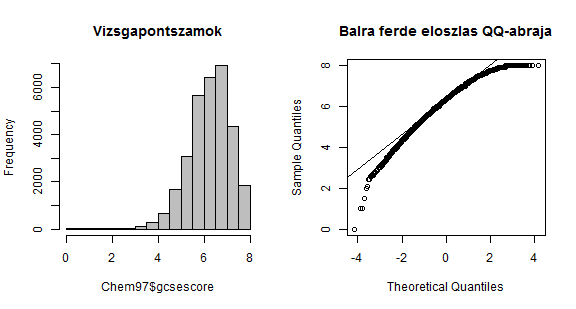 Vizsgapontszamok
Frequency
0 2000 4000 6000
0 2 4 6 8
Chem97$gcsescore
Balra ferde eloszlas QQ-abraja
Sample Quantiles
0 2 4 6 8
-4 -2 0 2 4
Theoretical Quantiles